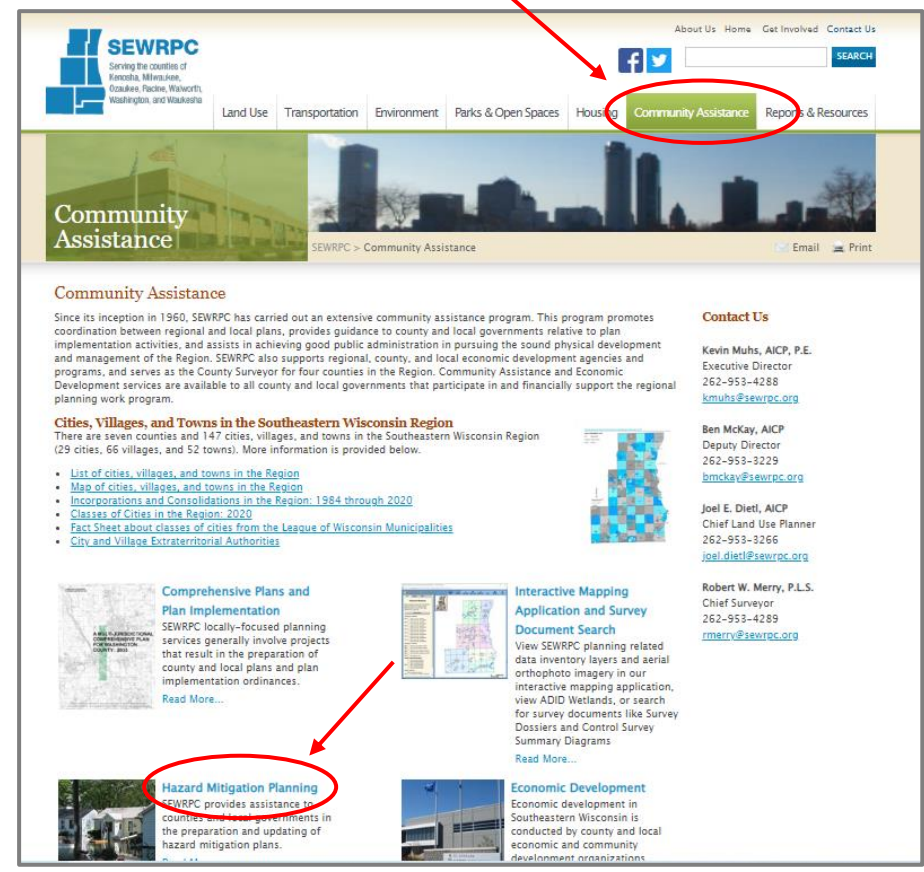 About Us Home Get Involved Contact Us
SEWRPC
Serving the counties of
Kenosha, Milwaukee,
Ozaukee, Racine, Walworth,
Washington, and Waukesha
SEARCH
Land Use Transportation Environment Parks & Open Spaces Housing Community Assistance Reports & Resources
Community
Assistance
SEWRPC > Community Assistance
Email Print
Community Assistance
Since its inception in 1960, SEWRPC has carried out an extensive community assistance program. This program promotes
coordination between regional and local plans, provides guidance to county and local governments relative to plan
implementation activities, and assists in achieving good public administration in pursuing the sound physical development
and management of the Region. SEWRPC also supports regional, county, and local economic development agencies and
programs, and serves as the County Surveyor for four counties in the Region. Community Assistance and Economic
Development services are available to all county and local governments that participate in and financially support the regional
planning work program.
Cities, Villages, and Towns in the Southeastern Wisconsin Region
There are seven counties and 147 cities, villages, and towns in the Southeastern Wisconsin Region
(29 cities, 66 villages, and 52 towns). More information is provided below.
List of cities, villages, and towns in the Region
Map of cities, villages, and towns in the Region
Incorporations and Consolidations in the Region: 1984 through 2020
Classes of Cities in the Region: 2020
Fact Sheet about classes of cities from the League of Wisconsin Municipalities
City and Village Extraterritorial Authorities
Contact Us
Kevin Muhs, AICP, P.E.
Executive Director
262-953-4288
kmuhs@sewrpc.org
Ben McKay, AICP
Deputy Director
262-953-3229
bmckay@sewrpc.org
Joel E. Dietl, AICP
Chief Land Use Planner
262-953-3266
joel.dietl@sewrpc.org
Robert W. Merry, P.L.S.
Chief Surveyor
262-953-4289
rmerry@sewrpc.org
A MULTI-JURISDICTIONAL
COMPREHENSIVE PLAN
FOR WASHINGTON
COUNTY: 2035
Comprehensive Plans and
Plan Implementation
SEWRPC locally-focused planning
services generally involve projects
that result in the preparation of
county and local plans and plan
implementation ordinances.
Read More...
Interactive Mapping
Application and Survey
Document Search
View SEWRPC planning related
data inventory layers and aerial
orthophoto imagery in our
interactive mapping application,
view ADID Wetlands, or search
for survey documents like Survey
Dossiers and Control Survey
Summary Diagrams
Read More...
Hazard Mitigation Planning
SEWRPC provides assistance to
counties and local governments in
the preparation and updating of
hazard mitigation plans.
Economic Development
Economic development in
Southeastern Wisconsin is
conducted by county and local
economic and community
development organizations